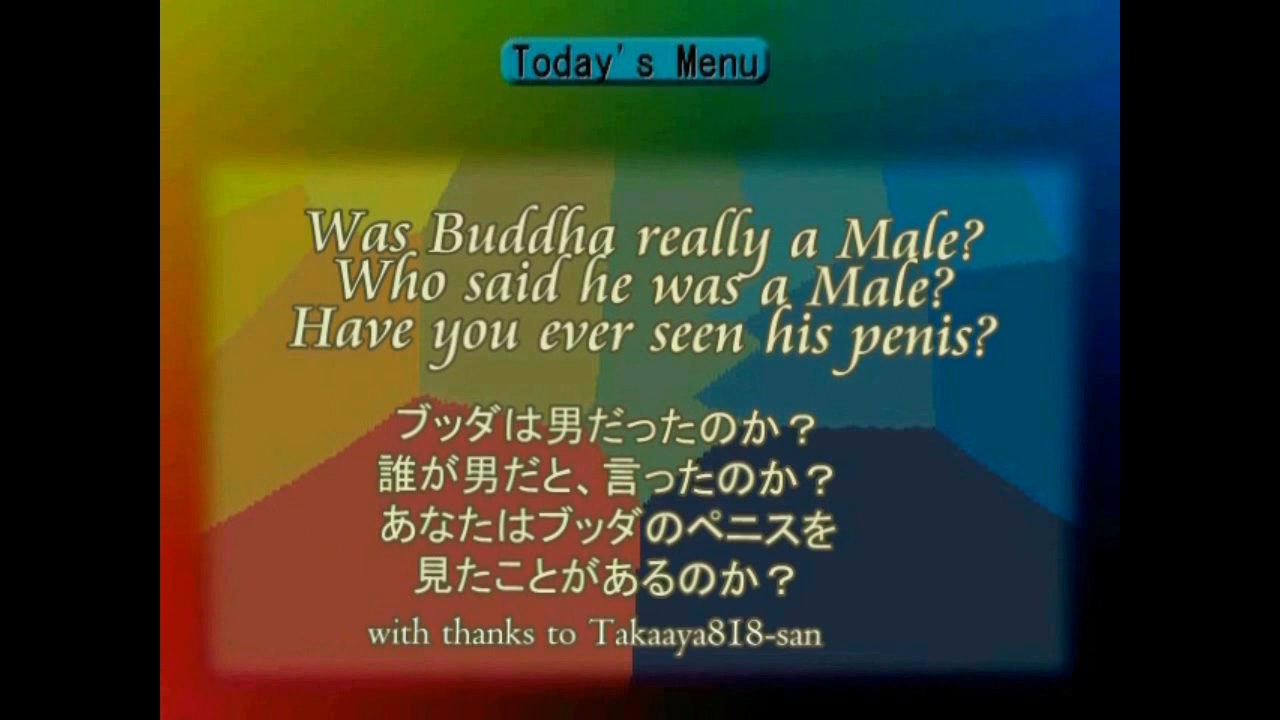 Today's Menu
Was Buddha really a Male?
Who said he was a Male?
Have you ever seen his penis?
ブッダは男だったのか？
誰が男だと、言ったのか？
あなたはブッダのペニスを
見たことがあるのか？
with thanks to Takaaya818-san